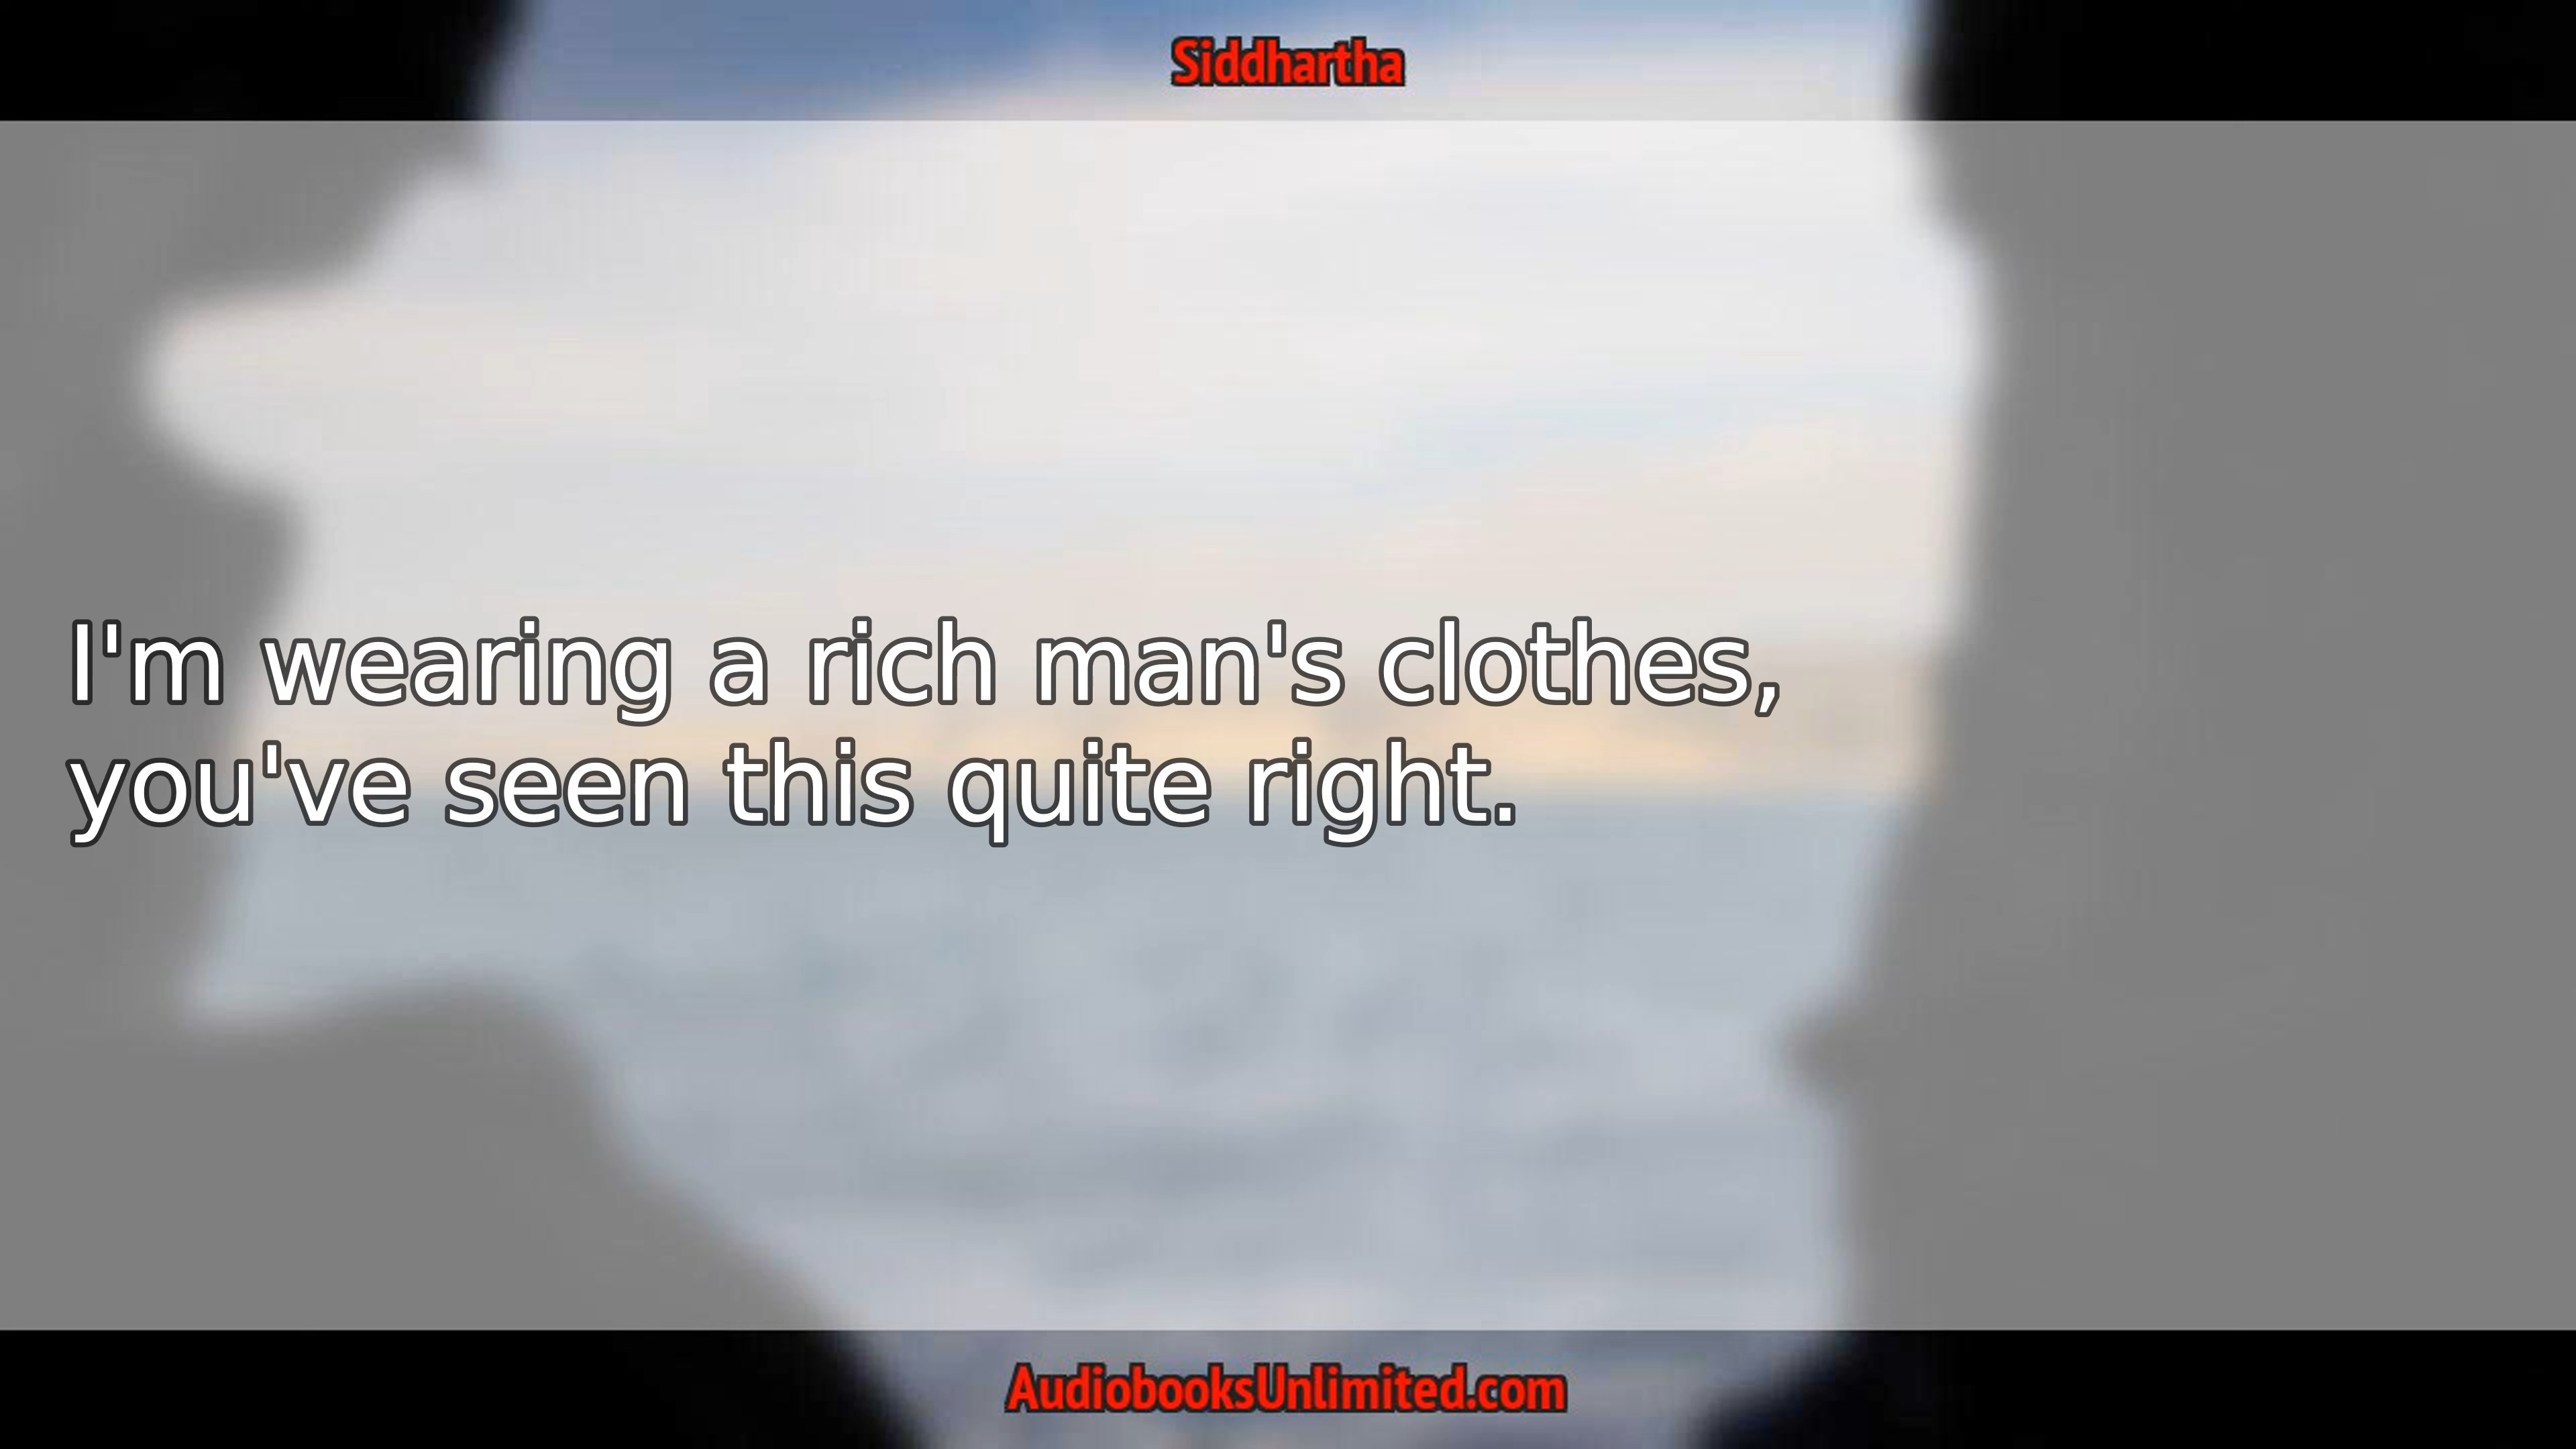 Siddhartha
I'm wearing a rich man's clothes,
you've seen this quite right.
AudiobooksUnlimited.com